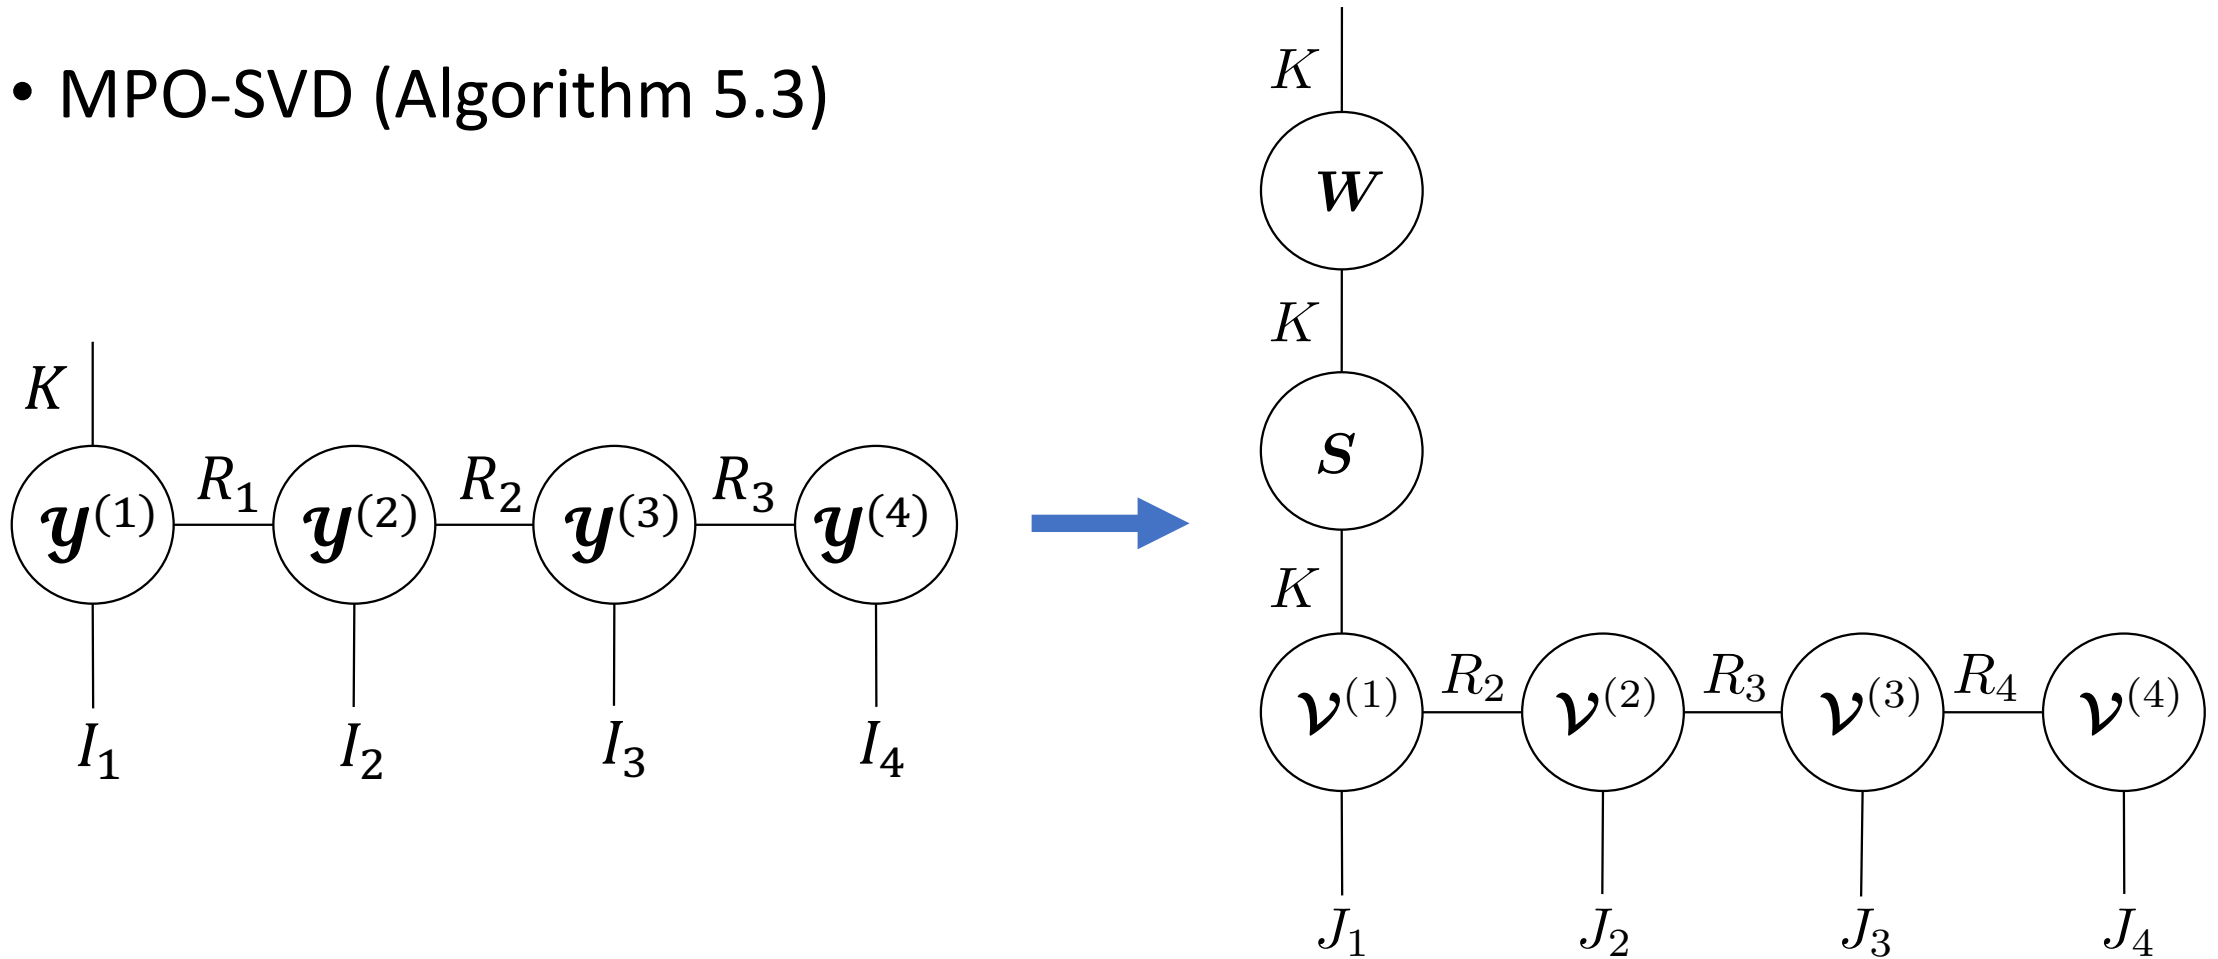 • MPO-SVD (Algorithm 5.3)
K
𝓨⁽¹⁾ R₁ 𝓨⁽²⁾ R₂ 𝓨⁽³⁾ R₃ 𝓨⁽⁴⁾
I₁ I₂ I₃ I₄
K
W
K
S
K
𝓥⁽¹⁾ R₂ 𝓥⁽²⁾ R₃ 𝓥⁽³⁾ R₄ 𝓥⁽⁴⁾
J₁ J₂ J₃ J₄